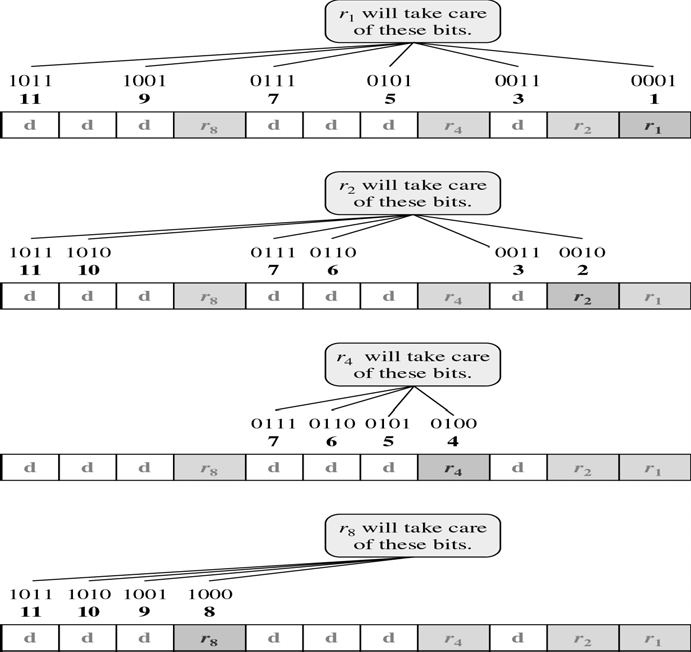 r1 will take care
of these bits.
1011 1001 0111 0101 0011 0001
11 9 7 5 3 1
d d d r8 d d d r4 d r2 r1
r2 will take care
of these bits.
1011 1010 0111 0110 0011 0010
11 10 7 6 3 2
d d d r8 d d d r4 d r2 r1
r4 will take care
of these bits.
0111 0110 0101 0100
7 6 5 4
d d d r8 d d d r4 d r2 r1
r8 will take care
of these bits.
1011 1010 1001 1000
11 10 9 8
d d d r8 d d d r4 d r2 r1